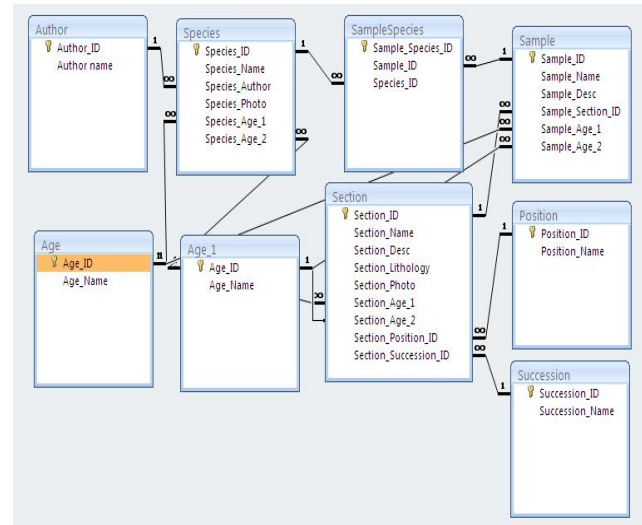 Author
Author_ID
Author name
Species
Species_ID
Species_Name
Species_Author
Species_Photo
Species_Age_1
Species_Age_2
SampleSpecies
Sample_Species_ID
Sample_ID
Species_ID
Sample
Sample_ID
Sample_Name
Sample_Desc
Sample_Section_ID
Sample_Age_1
Sample_Age_2
Age
Age_ID
Age_Name
Age_1
Age_ID
Age_Name
Section
Section_ID
Section_Name
Section_Desc
Section_Lithology
Section_Photo
Section_Age_1
Section_Age_2
Section_Position_ID
Section_Succession_ID
Position
Position_ID
Position_Name
Succession
Succession_ID
Succession_Name
1
∞
1
∞
∞
1
∞
∞
∞
∞
∞
1
1
11
1
∞
∞
∞
1